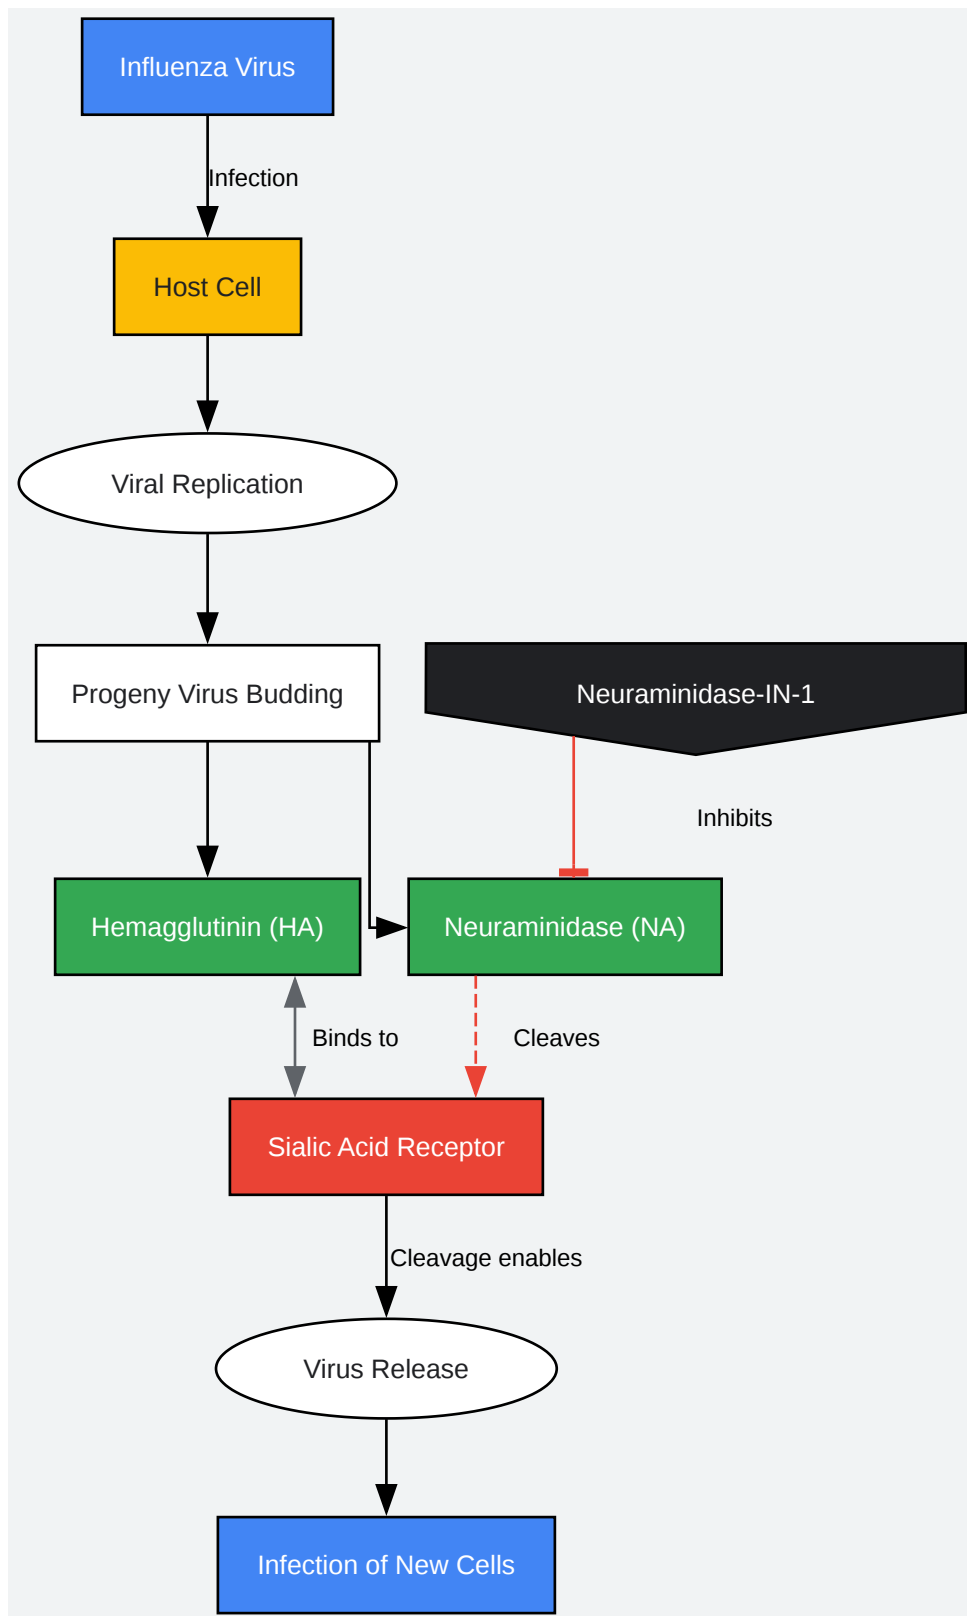 Influenza Virus
Infection
Host Cell
Viral Replication
Progeny Virus Budding
Neuraminidase-IN-1
Inhibits
Hemagglutinin (HA)
Neuraminidase (NA)
Binds to
Cleaves
Sialic Acid Receptor
Cleavage enables
Virus Release
Infection of New Cells